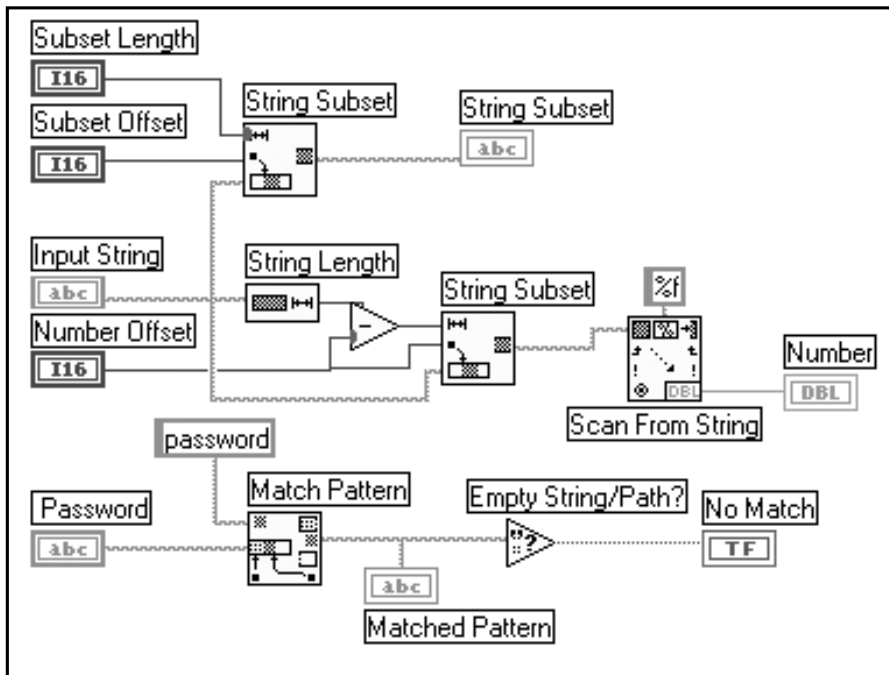 Subset Length
I16
String Subset
String Subset
Subset Offset
abc
I16
Input String
String Length
abc
String Subset
%f
Number Offset
Number
I16
DBL
DBL
Scan From String
password
Match Pattern
Empty String/Path?
Password
No Match
abc
"?
TF
abc
Matched Pattern